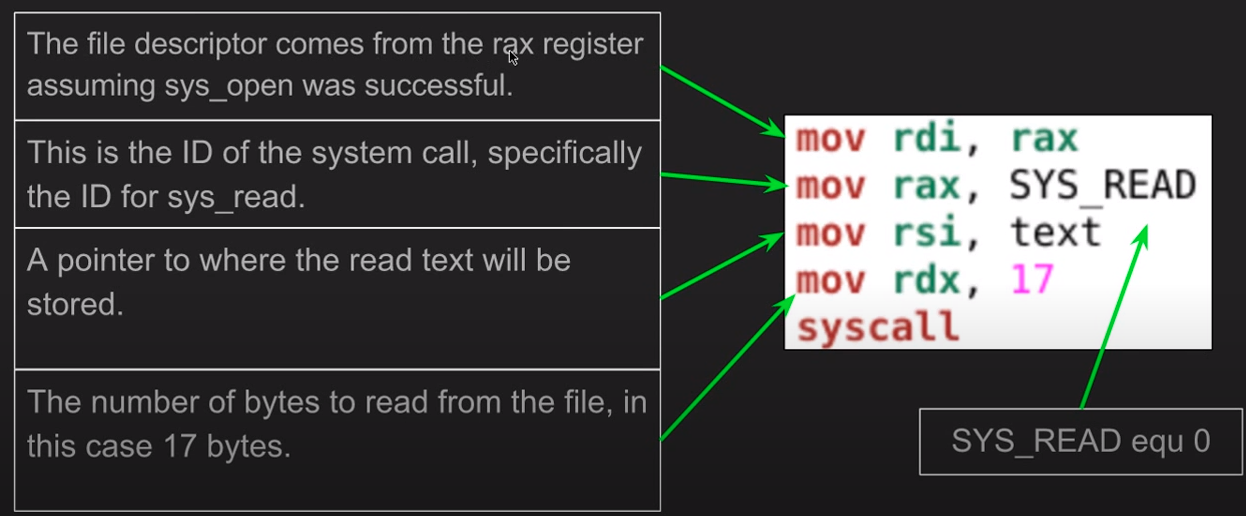 The file descriptor comes from the rax register
assuming sys_open was successful.
This is the ID of the system call, specifically
the ID for sys_read.
A pointer to where the read text will be
stored.
The number of bytes to read from the file, in
this case 17 bytes.
mov rdi, rax
mov rax, SYS_READ
mov rsi, text
mov rdx, 17
syscall
SYS_READ equ 0